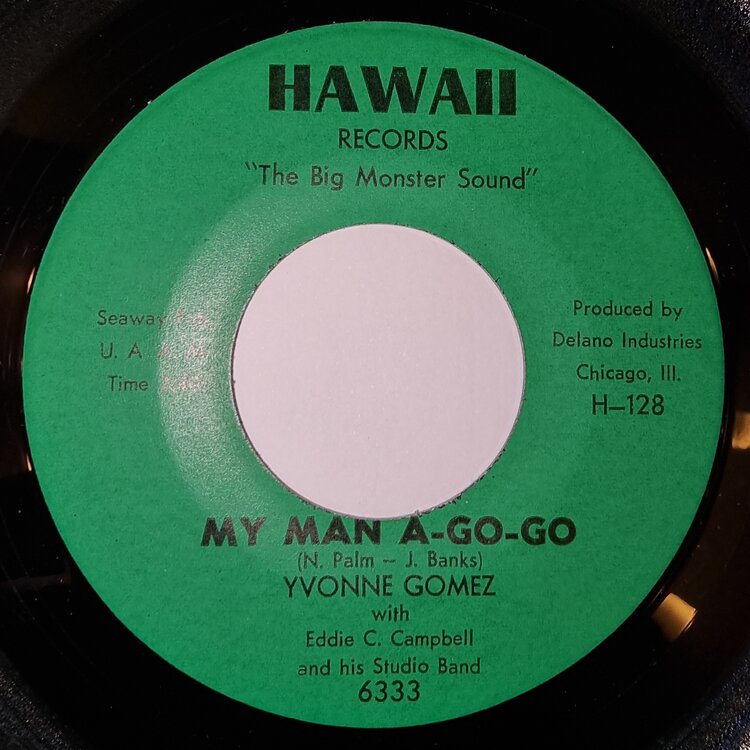 HAWAII
RECORDS
"The Big Monster Sound"
Seaway
U. A.
Time
Produced by
Delano Industries
Chicago, Ill.
H-128
MY MAN A-GO-GO
(N. Palm - J. Banks)
YVONNE GOMEZ
with
Eddie C. Campbell
and his Studio Band
6333